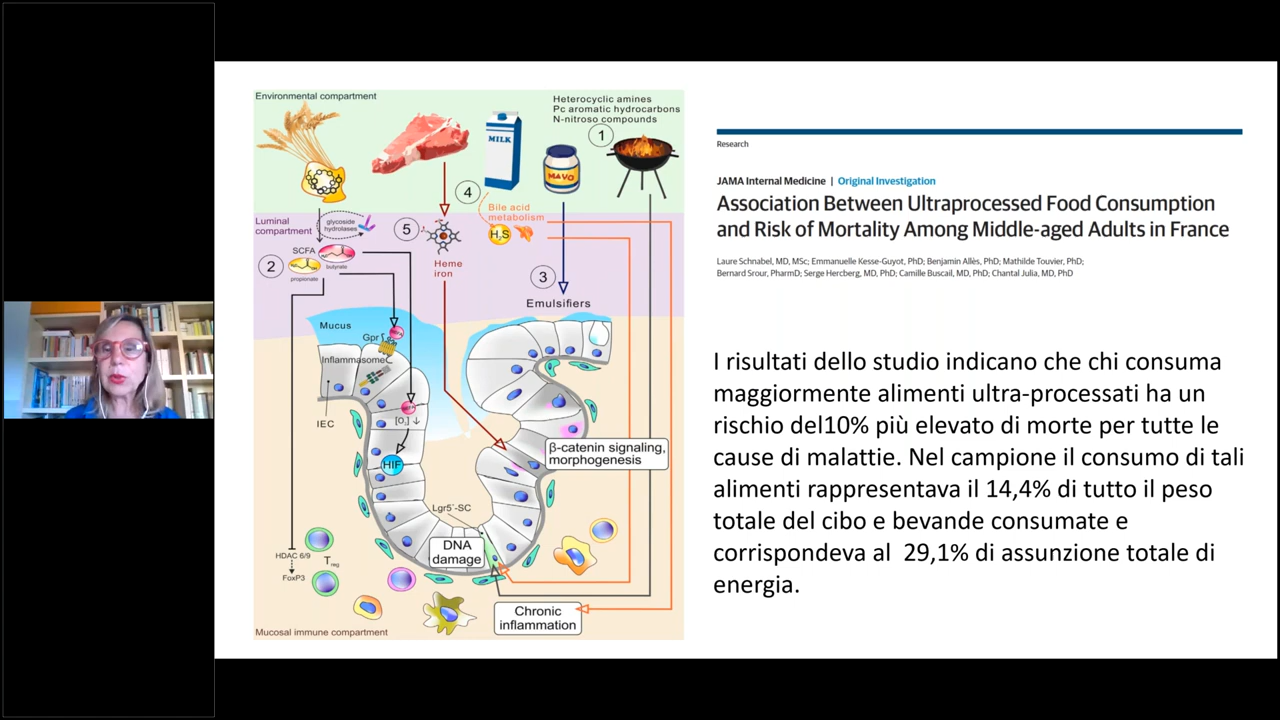 Environmental compartment
Heterocyclic amines
Pc aromatic hydrocarbons
N-nitroso compounds
1
MILK
MAYO
4
Bile acid
metabolism
H₂S
Luminal
compartment
glycoside
hydrolases
5
SCFA
butyrate
2
propionate
Heme
iron
3
Emulsifiers
Mucus
Gpr
Inflammasome
IEC
[O₂] ↓
HIF
β-catenin signaling,
morphogenesis
Lgr5⁺-SC
DNA
damage
HDAC 6/9
Treg
FoxP3
Chronic
inflammation
Mucosal immune compartment
Research
JAMA Internal Medicine | Original Investigation
Association Between Ultraprocessed Food Consumption
and Risk of Mortality Among Middle-aged Adults in France
Laure Schnabel, MD, MSc; Emmanuelle Kesse-Guyot, PhD; Benjamin Allès, PhD; Mathilde Touvier, PhD;
Bernard Srour, PharmD; Serge Hercberg, MD, PhD; Camille Buscail, MD, PhD; Chantal Julia, MD, PhD
I risultati dello studio indicano che chi consuma
maggiormente alimenti ultra-processati ha un
rischio del10% più elevato di morte per tutte le
cause di malattie. Nel campione il consumo di tali
alimenti rappresentava il 14,4% di tutto il peso
totale del cibo e bevande consumate e
corrispondeva al 29,1% di assunzione totale di
energia.